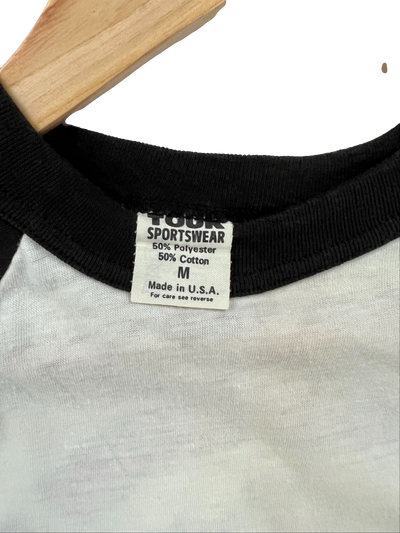 SPORTSWEAR
50% Polyester
50% Cotton
M
Made in U.S.A.
For care see reverse